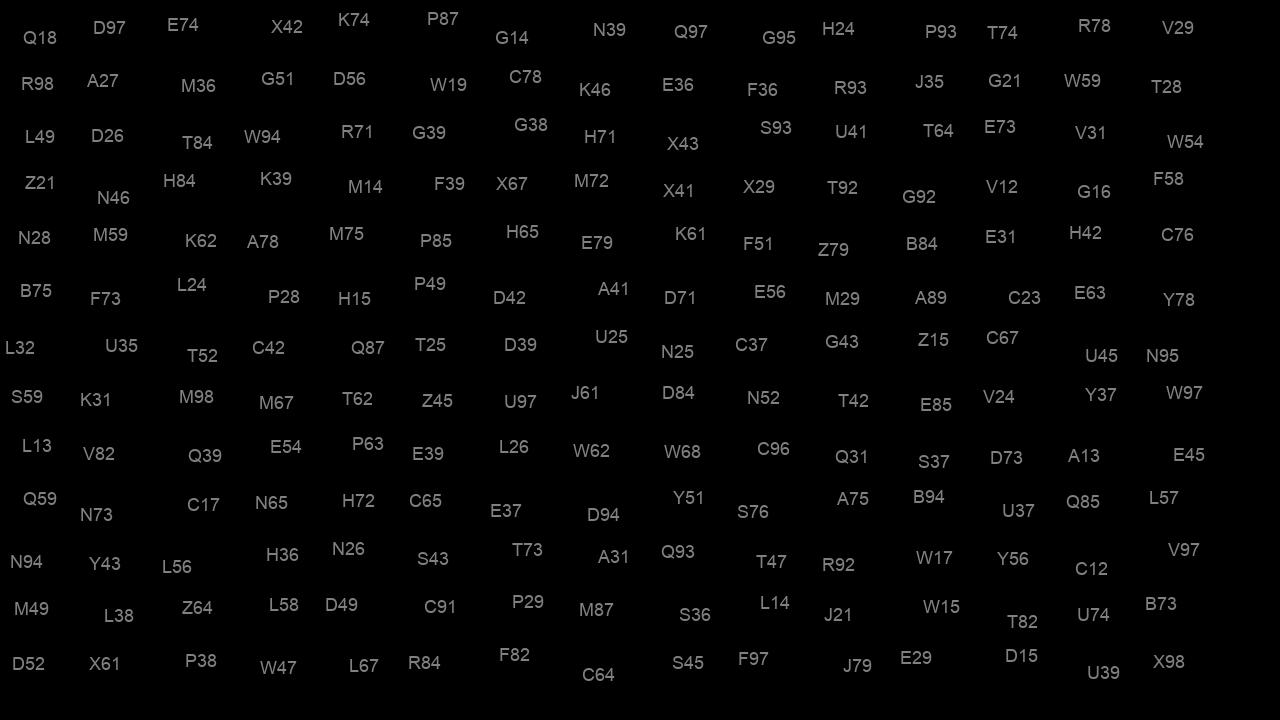 Q18 D97 E74 X42 K74 P87 G14 N39 Q97 G95 H24 P93 T74 R78 V29
R98 A27 M36 G51 D56 W19 C78 K46 E36 F36 R93 J35 G21 W59 T28
L49 D26 T84 W94 R71 G39 G38 H71 X43 S93 U41 T64 E73 V31 W54
Z21 N46 H84 K39 M14 F39 X67 M72 X41 X29 T92 G92 V12 G16 F58
N28 M59 K62 A78 M75 P85 H65 E79 K61 F51 Z79 B84 E31 H42 C76
B75 F73 L24 P28 H15 P49 D42 A41 D71 E56 M29 A89 C23 E63 Y78
L32 U35 T52 C42 Q87 T25 D39 U25 N25 C37 G43 Z15 C67 U45 N95
S59 K31 M98 M67 T62 Z45 U97 J61 D84 N52 T42 E85 V24 Y37 W97
L13 V82 Q39 E54 P63 E39 L26 W62 W68 C96 Q31 S37 D73 A13 E45
Q59 N73 C17 N65 H72 C65 E37 D94 Y51 S76 A75 B94 U37 Q85 L57
N94 Y43 L56 H36 N26 S43 T73 A31 Q93 T47 R92 W17 Y56 C12 V97
M49 L38 Z64 L58 D49 C91 P29 M87 S36 L14 J21 W15 T82 U74 B73
D52 X61 P38 W47 L67 R84 F82 C64 S45 F97 J79 E29 D15 U39 X98